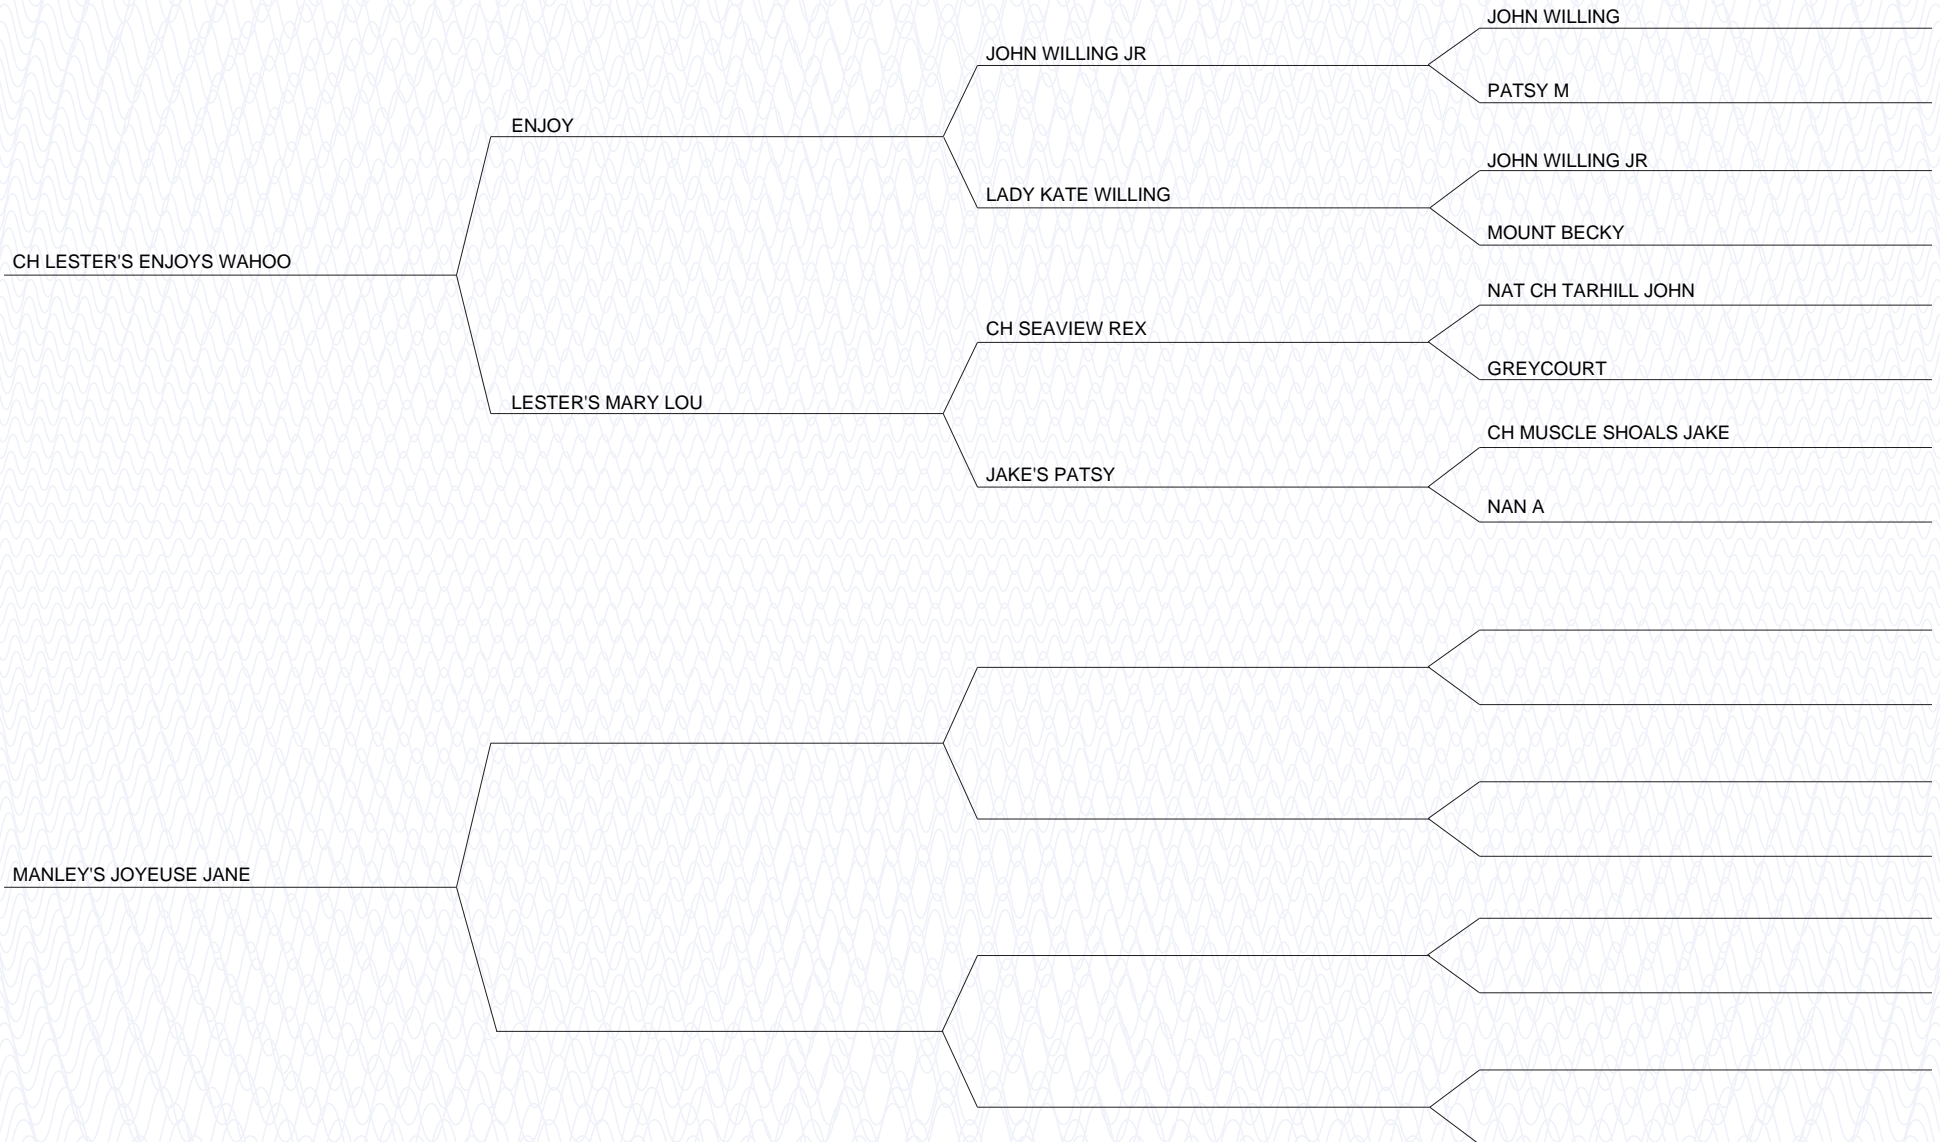 JOHN WILLING
JOHN WILLING JR
PATSY M
ENJOY
JOHN WILLING JR
LADY KATE WILLING
MOUNT BECKY
CH LESTER'S ENJOYS WAHOO
NAT CH TARHILL JOHN
CH SEAVIEW REX
GREYCOURT
LESTER'S MARY LOU
CH MUSCLE SHOALS JAKE
JAKE'S PATSY
NAN A
MANLEY'S JOYEUSE JANE